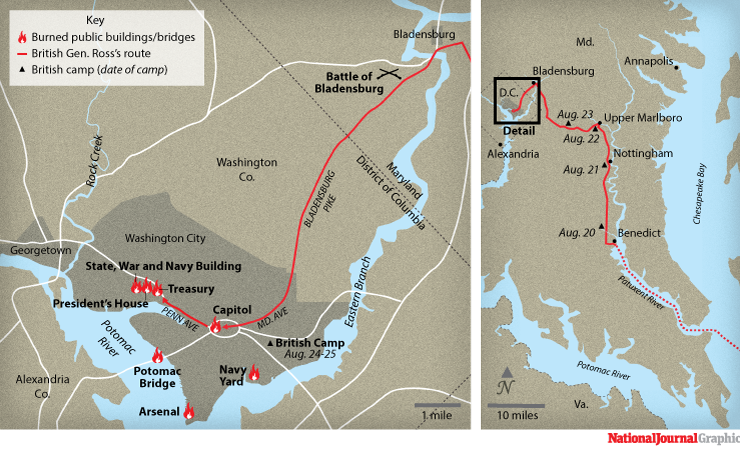 Key
Burned public buildings/bridges
British Gen. Ross's route
British camp (date of camp)
Bladensburg
Battle of
Bladensburg
Rock Creek
Washington
Co.
BLADENSBURG
PIKE
Maryland
District of Columbia
Georgetown
Washington City
State, War and Navy Building
Treasury
President's House
PENN AVE
Capitol
MD. AVE
Eastern Branch
British Camp
Aug. 24-25
Potomac
River
Potomac
Bridge
Navy
Yard
Alexandria
Co.
Arsenal
1 mile
Md.
Annapolis
Bladensburg
D.C.
Detail
Aug. 23
Upper Marlboro
Aug. 22
Alexandria
Nottingham
Aug. 21
Chesapeake Bay
Aug. 20
Benedict
Patuxent River
Potomac River
N
10 miles
Va.
NationalJournalGraphic